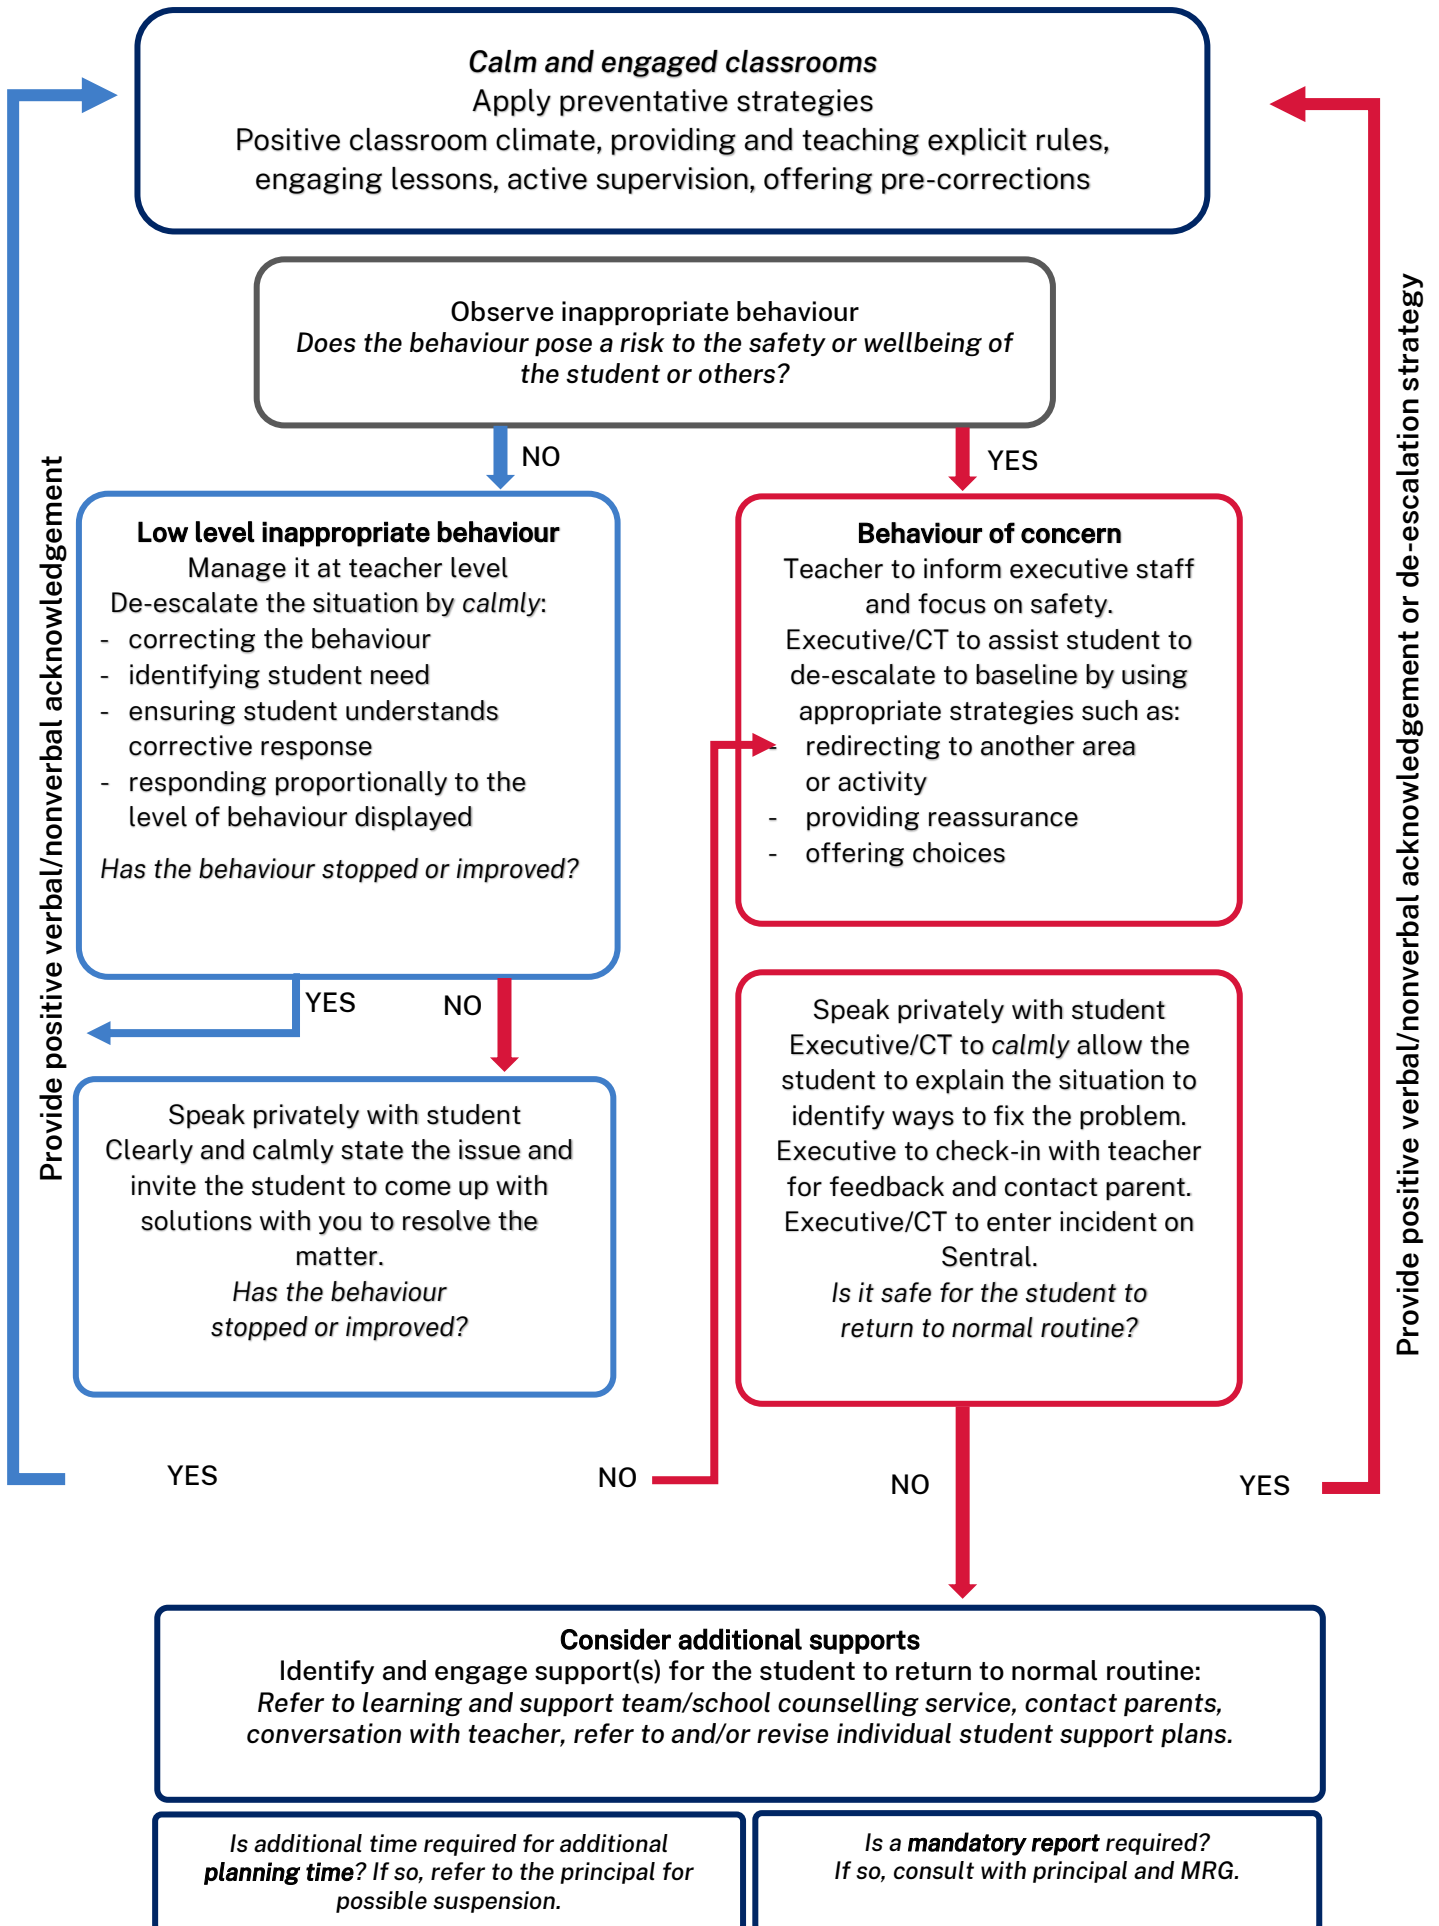 Calm and engaged classrooms
Apply preventative strategies
Positive classroom climate, providing and teaching explicit rules,
engaging lessons, active supervision, offering pre-corrections
Observe inappropriate behaviour
Does the behaviour pose a risk to the safety or wellbeing of
the student or others?
NO
YES
Low level inappropriate behaviour
Manage it at teacher level
De-escalate the situation by calmly:
- correcting the behaviour
- identifying student need
- ensuring student understands
corrective response
- responding proportionally to the
level of behaviour displayed
Has the behaviour stopped or improved?
Behaviour of concern
Teacher to inform executive staff
and focus on safety.
Executive/CT to assist student to
de-escalate to baseline by using
appropriate strategies such as:
- redirecting to another area
or activity
- providing reassurance
- offering choices
YES
NO
Speak privately with student
Clearly and calmly state the issue and
invite the student to come up with
solutions with you to resolve the
matter.
Has the behaviour
stopped or improved?
Speak privately with student
Executive/CT to calmly allow the
student to explain the situation to
identify ways to fix the problem.
Executive to check-in with teacher
for feedback and contact parent.
Executive/CT to enter incident on
Sentral.
Is it safe for the student to
return to normal routine?
YES
NO
NO
YES
Provide positive verbal/nonverbal acknowledgement
Provide positive verbal/nonverbal acknowledgement or de-escalation strategy
Consider additional supports
Identify and engage support(s) for the student to return to normal routine:
Refer to learning and support team/school counselling service, contact parents,
conversation with teacher, refer to and/or revise individual student support plans.
Is additional time required for additional
planning time? If so, refer to the principal for
possible suspension.
Is a mandatory report required?
If so, consult with principal and MRG.